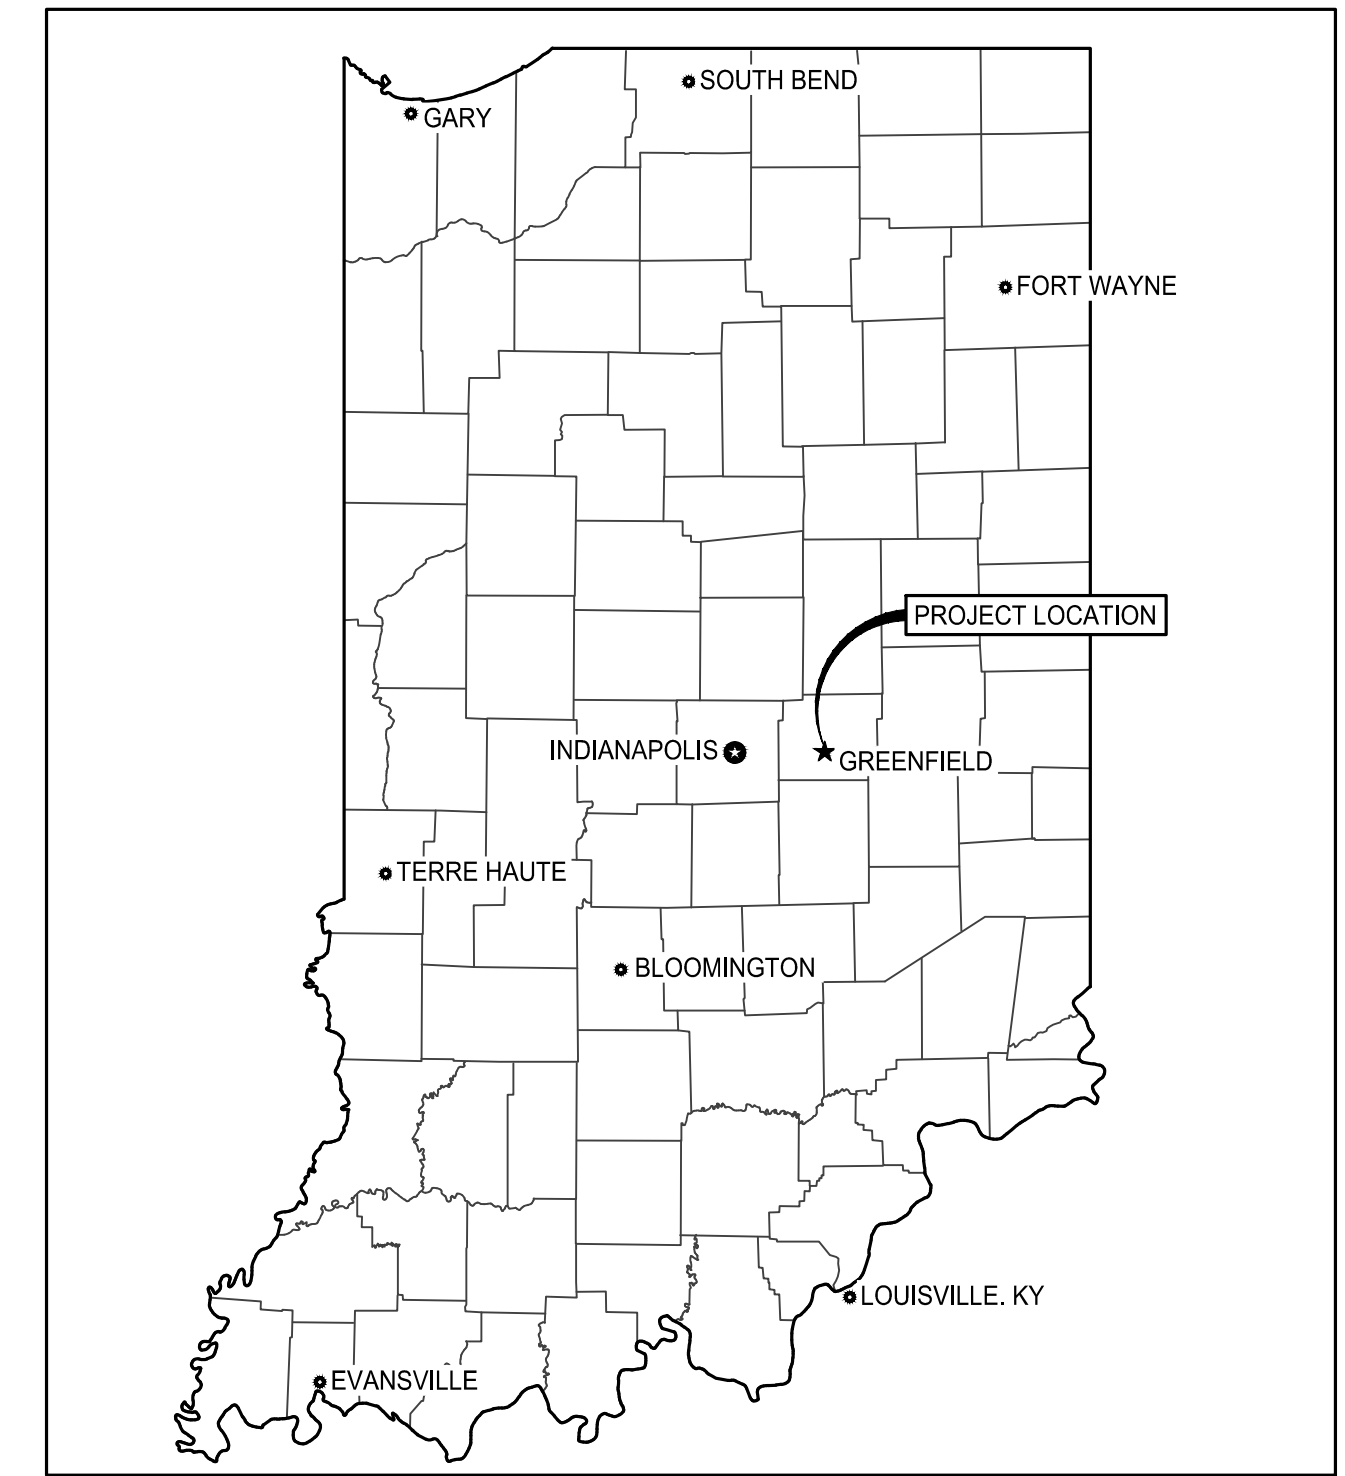 SOUTH BEND
GARY
FORT WAYNE
PROJECT LOCATION
INDIANAPOLIS
GREENFIELD
TERRE HAUTE
BLOOMINGTON
LOUISVILLE. KY
EVANSVILLE